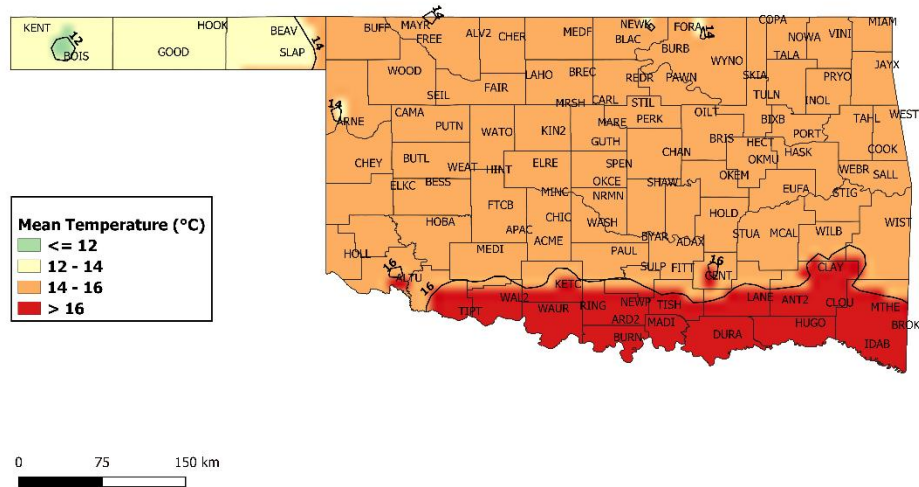 KENT 12 BOIS HOOK GOOD BEAV 14 SLAP
BUFF MAYR 14 FREE ALV2 CHER MEDF NEWK BLAC FORA 14 BURB COPA NOWA VINI MIAM
WYNO TALA JAYX
WOOD SEIL FAIR LAHO BREC REDR PAWN SKIA PRYO
TULN INOL
14 ARNE CAMA PUTN WATO MRSH CARL STIL OILT WEST
KIN2 MARE PERK BIXB TAHL
GUTH BRIS HECT PORT
CHEY BUTL WEAT HINT ELRE SPEN CHAN OKMU HASK COOK
ELKC BESS OKCE SHAW OKEM WEBR SALL
MINC NRMN EUFA STIG
FTCB
HOBA APAC CHIC WASH HOLD WIST
ACME BYAR ADAX STUA MCAL WILB
HOLL MEDI PAUL
16 ALTU SULP FITT 16 CENT CLAY
16 KETC
WAL2 LANE ANT2
TIPT WAUR RING NEWP TISH CLOU MTHE
ARD2 MADI HUGO BROK
BURN DURA IDAB
Mean Temperature (°C)
<= 12
12 - 14
14 - 16
> 16
0 75 150 km